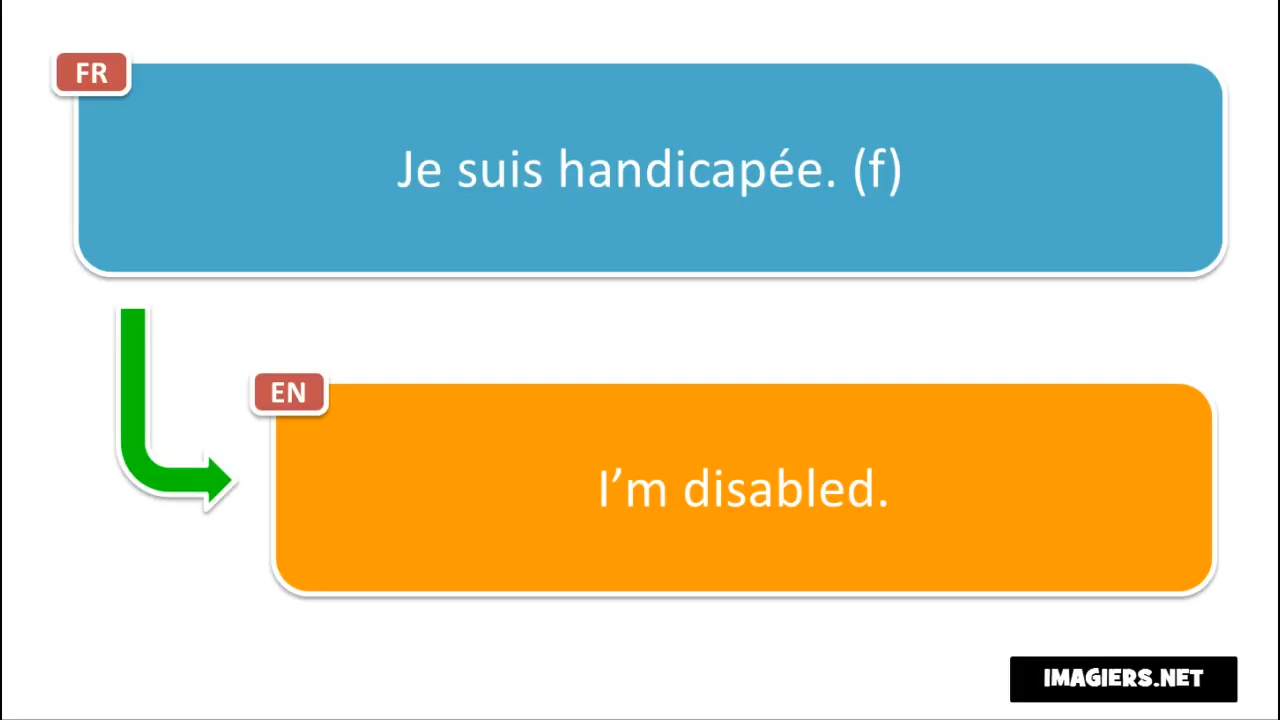 FR
Je suis handicapée. (f)
EN
I’m disabled.
IMAGIERS.NET